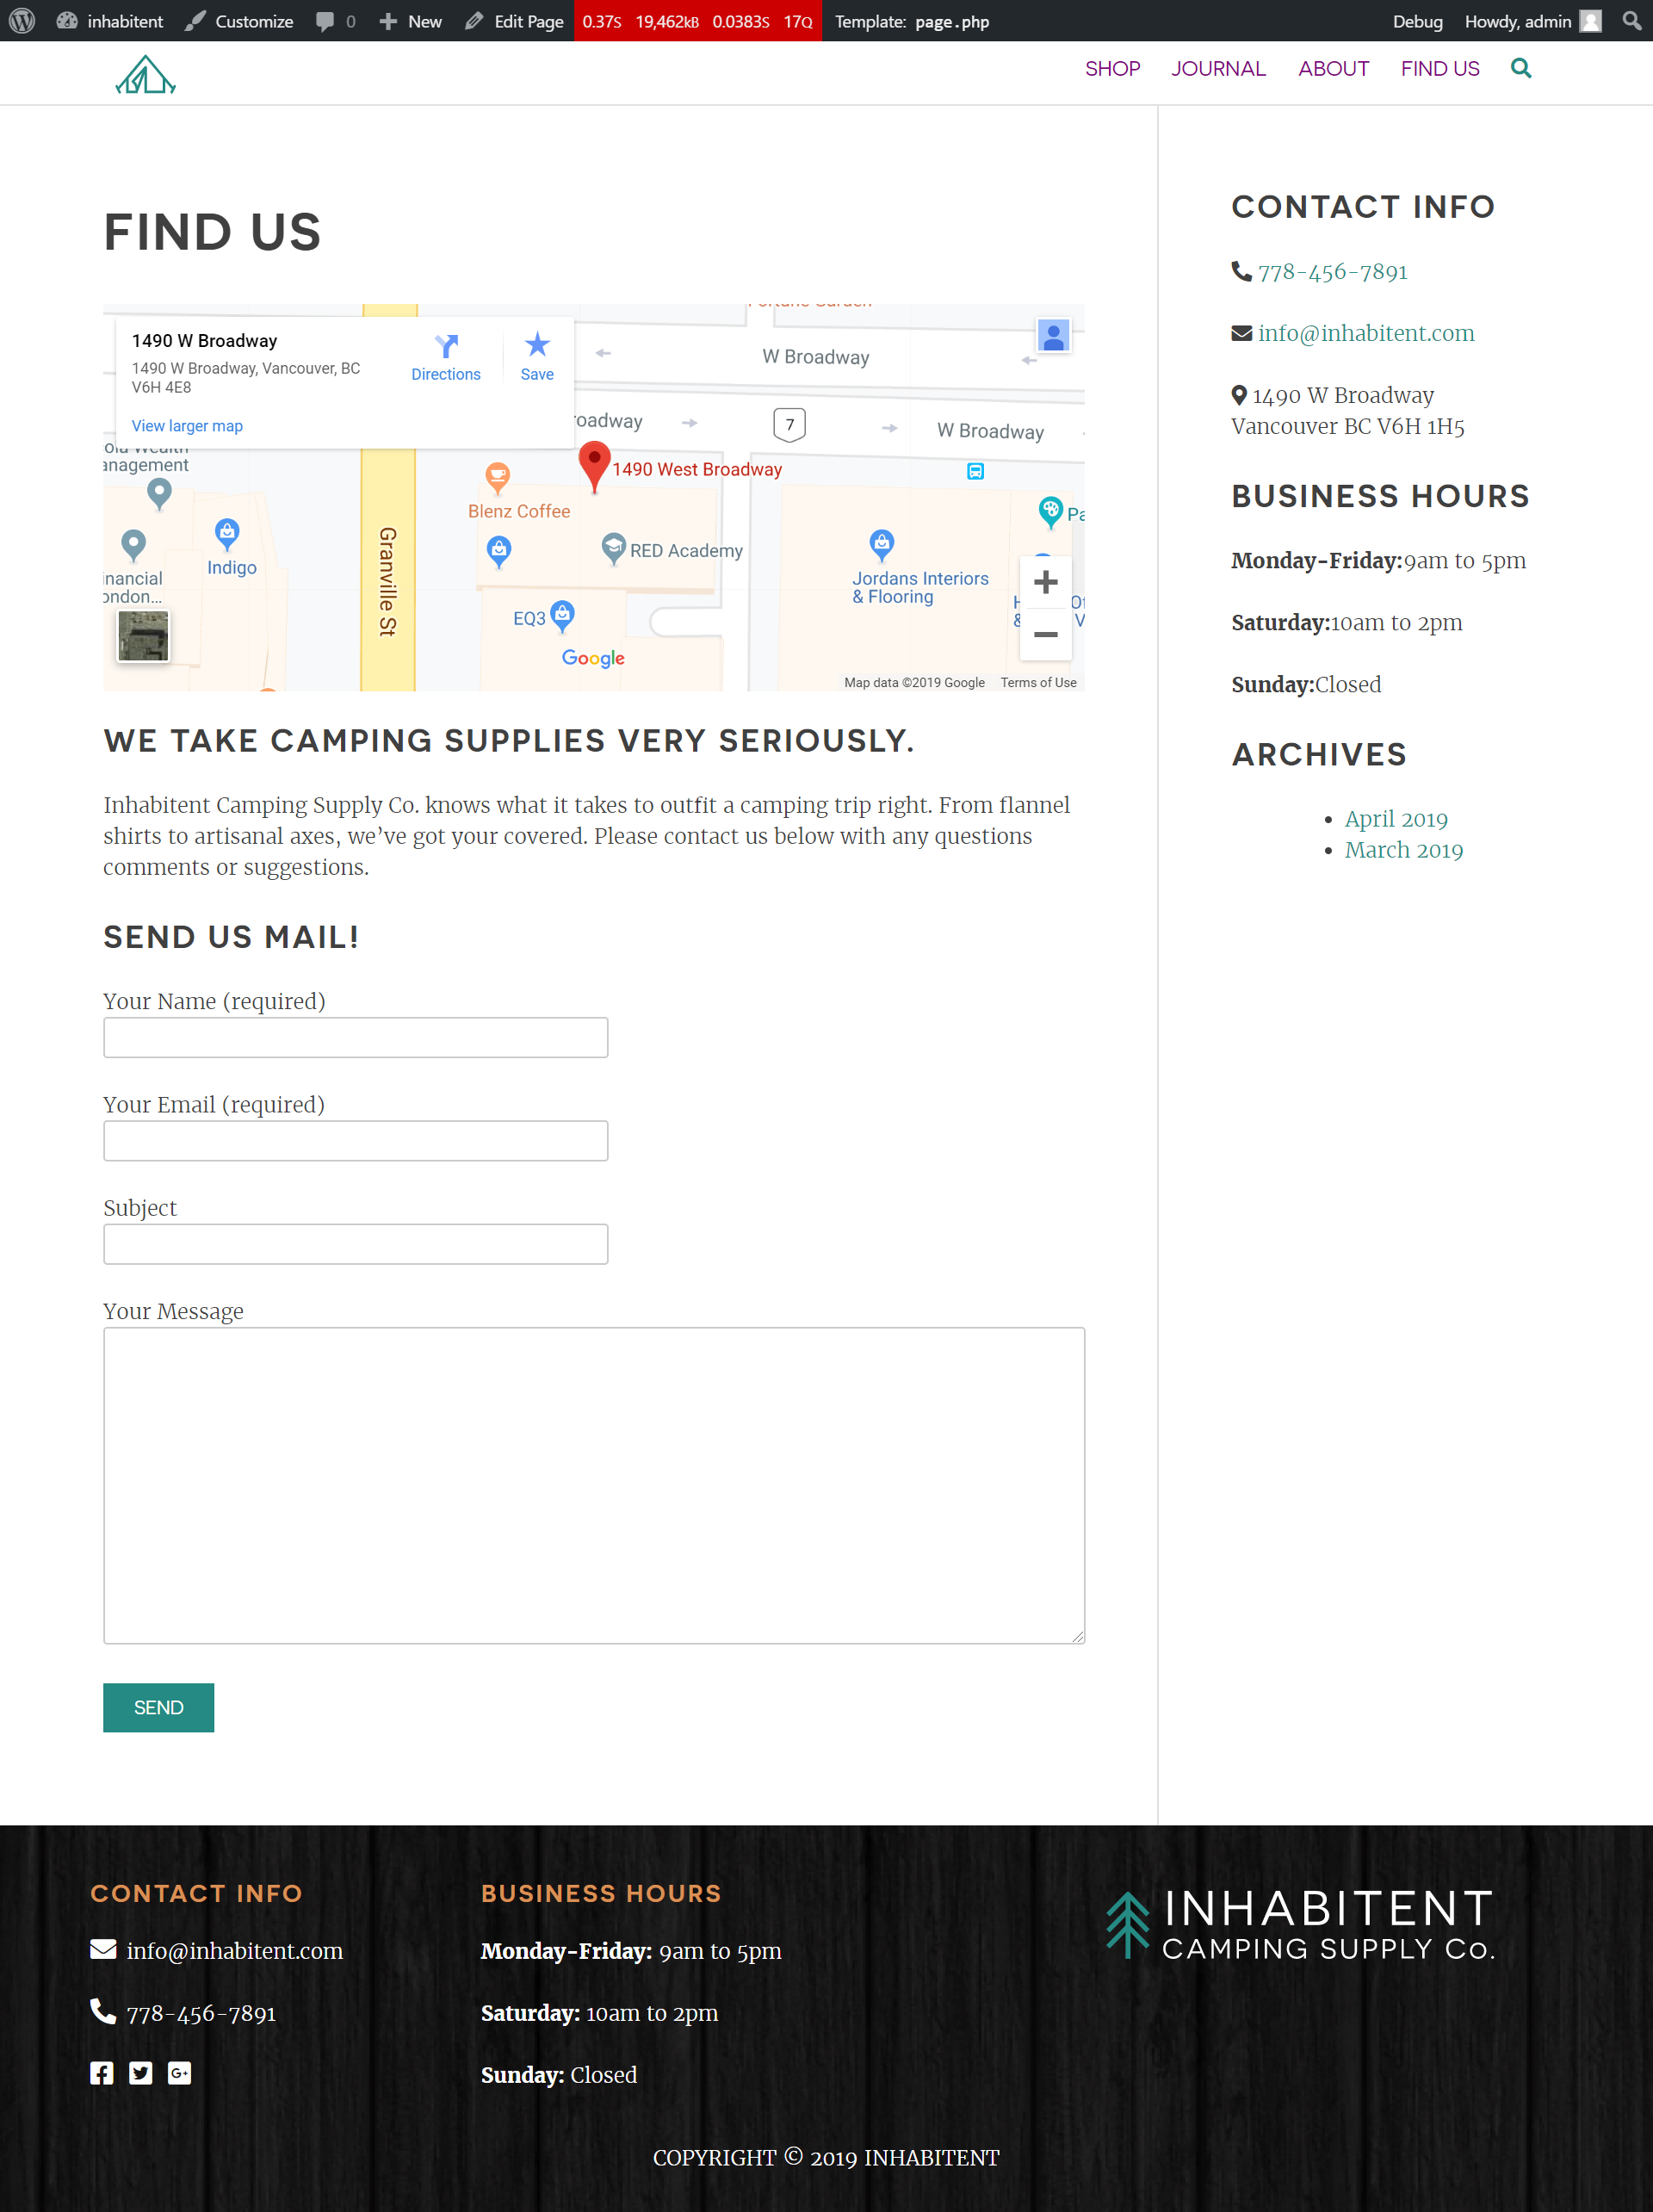 inhabitent Customize 0 New Edit Page 0.37S 19,462kB 0.0383S 17Q Template: page.php Debug Howdy, admin
SHOP JOURNAL ABOUT FIND US
FIND US
1490 W Broadway
1490 W Broadway, Vancouver, BC
V6H 4E8
Directions
Save
View larger map
W Broadway
roadway
7
W Broadway
1490 West Broadway
anagement
Blenz Coffee
RED Academy
Indigo
Granville St
Jordans Interiors
& Flooring
EQ3
Google
Map data ©2019 Google Terms of Use
WE TAKE CAMPING SUPPLIES VERY SERIOUSLY.
Inhabitent Camping Supply Co. knows what it takes to outfit a camping trip right. From flannel
shirts to artisanal axes, we’ve got your covered. Please contact us below with any questions
comments or suggestions.
SEND US MAIL!
Your Name (required)
Your Email (required)
Subject
Your Message
SEND
CONTACT INFO
778-456-7891
info@inhabitent.com
1490 W Broadway
Vancouver BC V6H 1H5
BUSINESS HOURS
Monday-Friday:9am to 5pm
Saturday:10am to 2pm
Sunday:Closed
ARCHIVES
April 2019
March 2019
CONTACT INFO
info@inhabitent.com
778-456-7891
BUSINESS HOURS
Monday-Friday: 9am to 5pm
Saturday: 10am to 2pm
Sunday: Closed
INHABITENT
CAMPING SUPPLY Co.
COPYRIGHT © 2019 INHABITENT